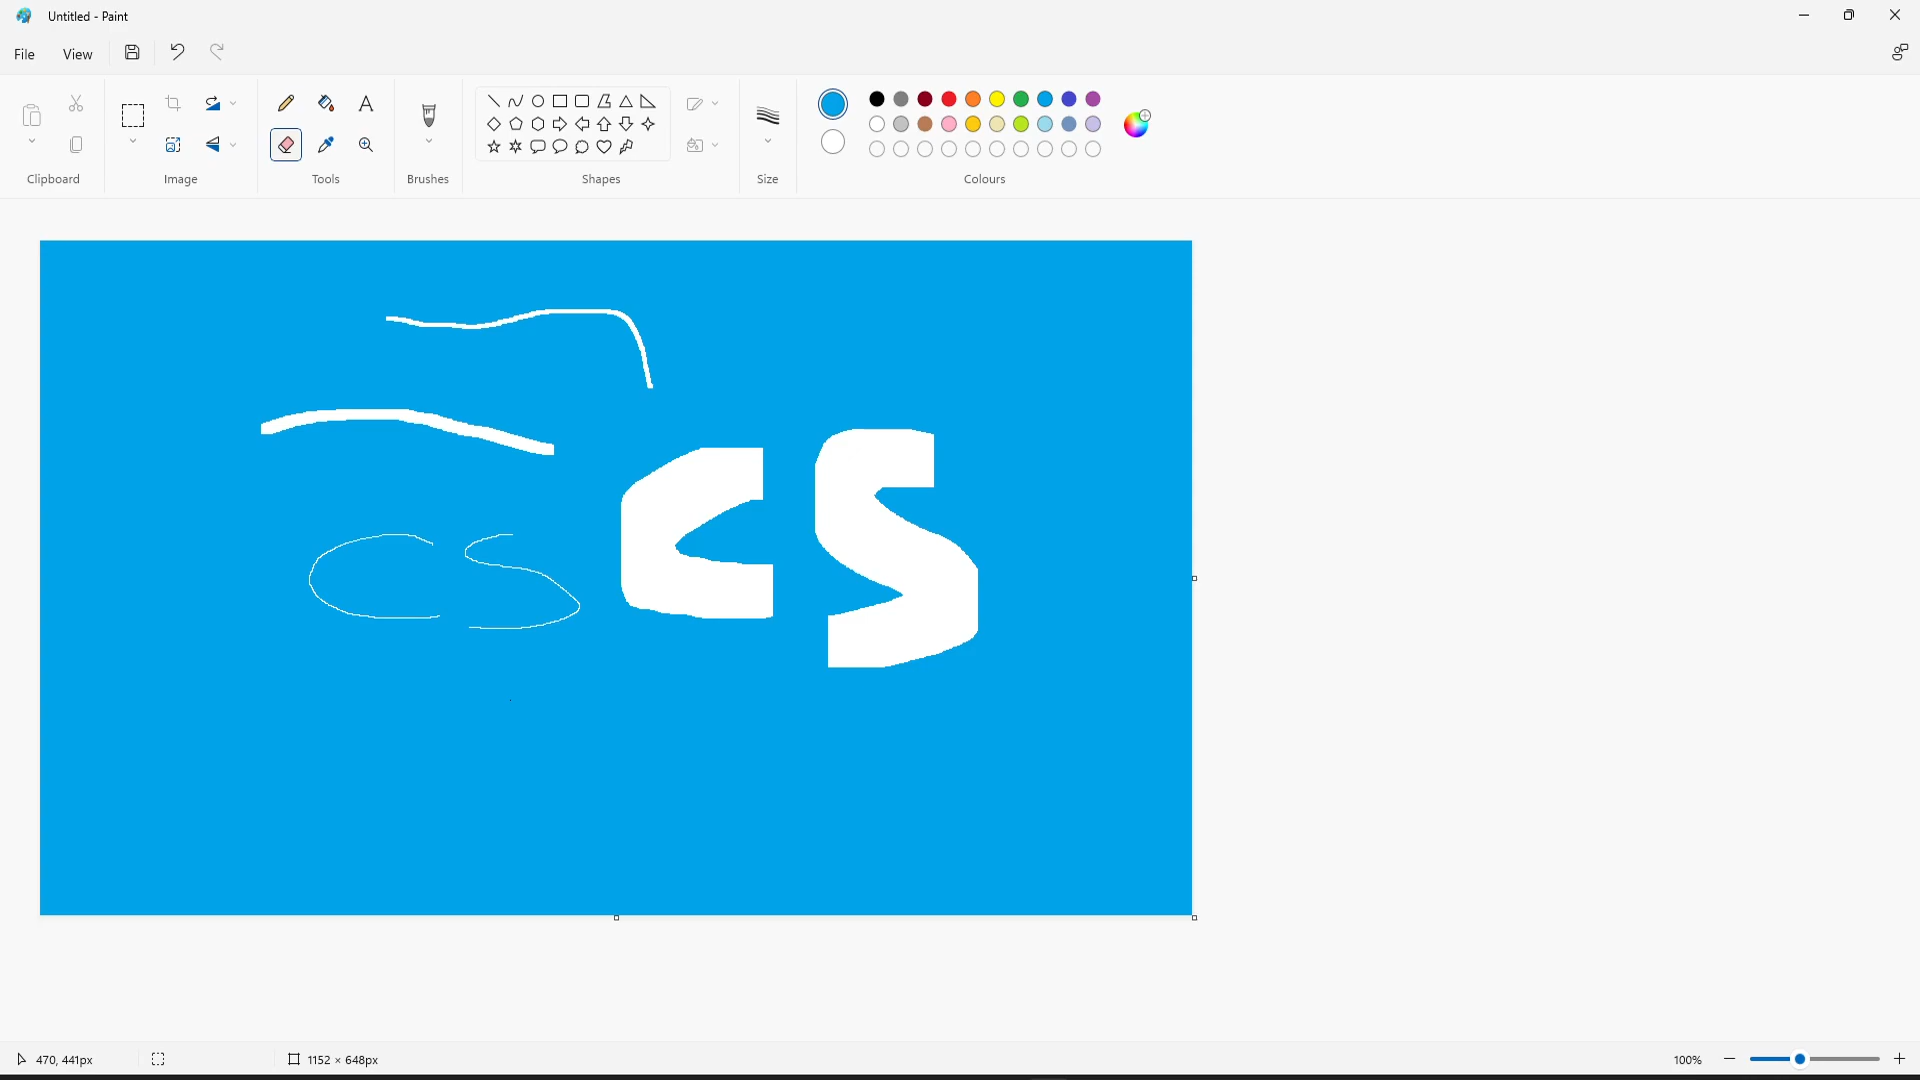 Untitled - Paint
File View
Clipboard Image Tools Brushes Shapes Size Colours
CS CS
470, 441px 1152 × 648px 100%